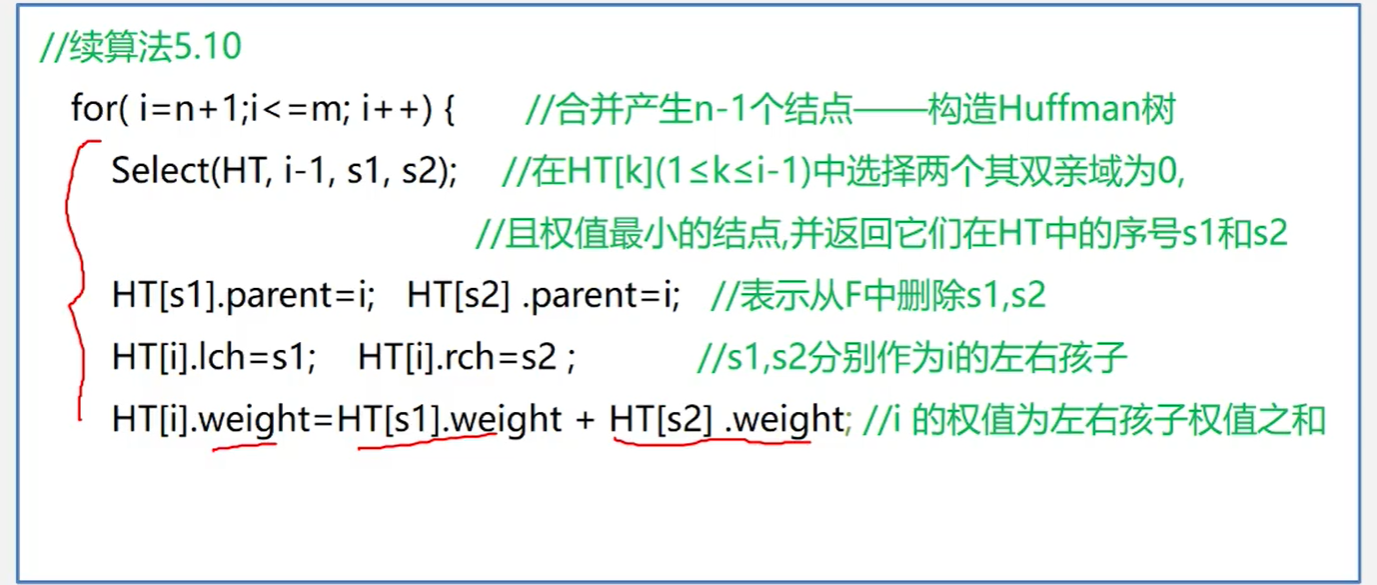 //续算法5.10
for( i=n+1;i<=m; i++) { //合并产生n-1个结点——构造Huffman树
Select(HT, i-1, s1, s2); //在HT[k](1≤k≤i-1)中选择两个其双亲域为0,
//且权值最小的结点,并返回它们在HT中的序号s1和s2
HT[s1].parent=i; HT[s2] .parent=i; //表示从F中删除s1,s2
HT[i].lch=s1; HT[i].rch=s2 ; //s1,s2分别作为i的左右孩子
HT[i].weight=HT[s1].weight + HT[s2] .weight; //i 的权值为左右孩子权值之和